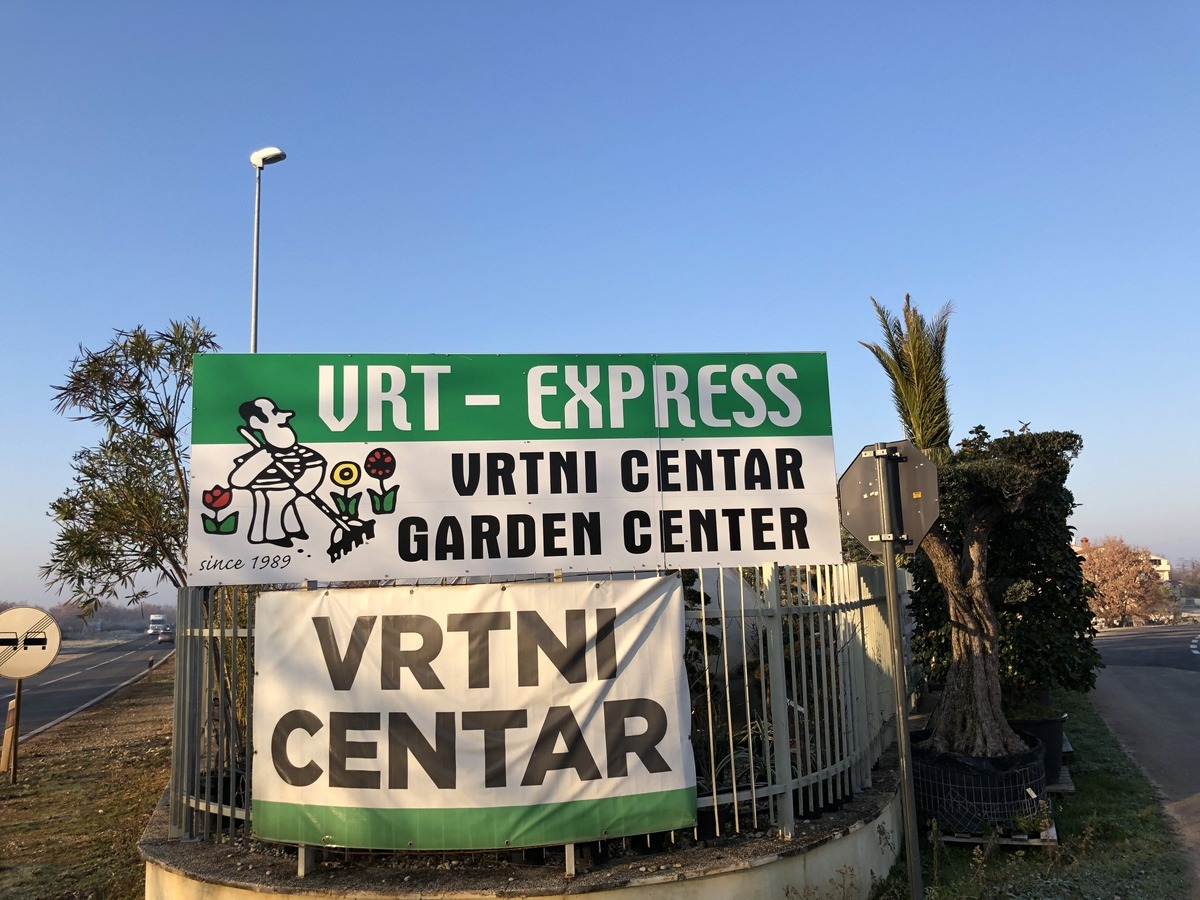 VRT - EXPRESS
VRTNI CENTAR
GARDEN CENTER
since 1989
VRTNI
CENTAR